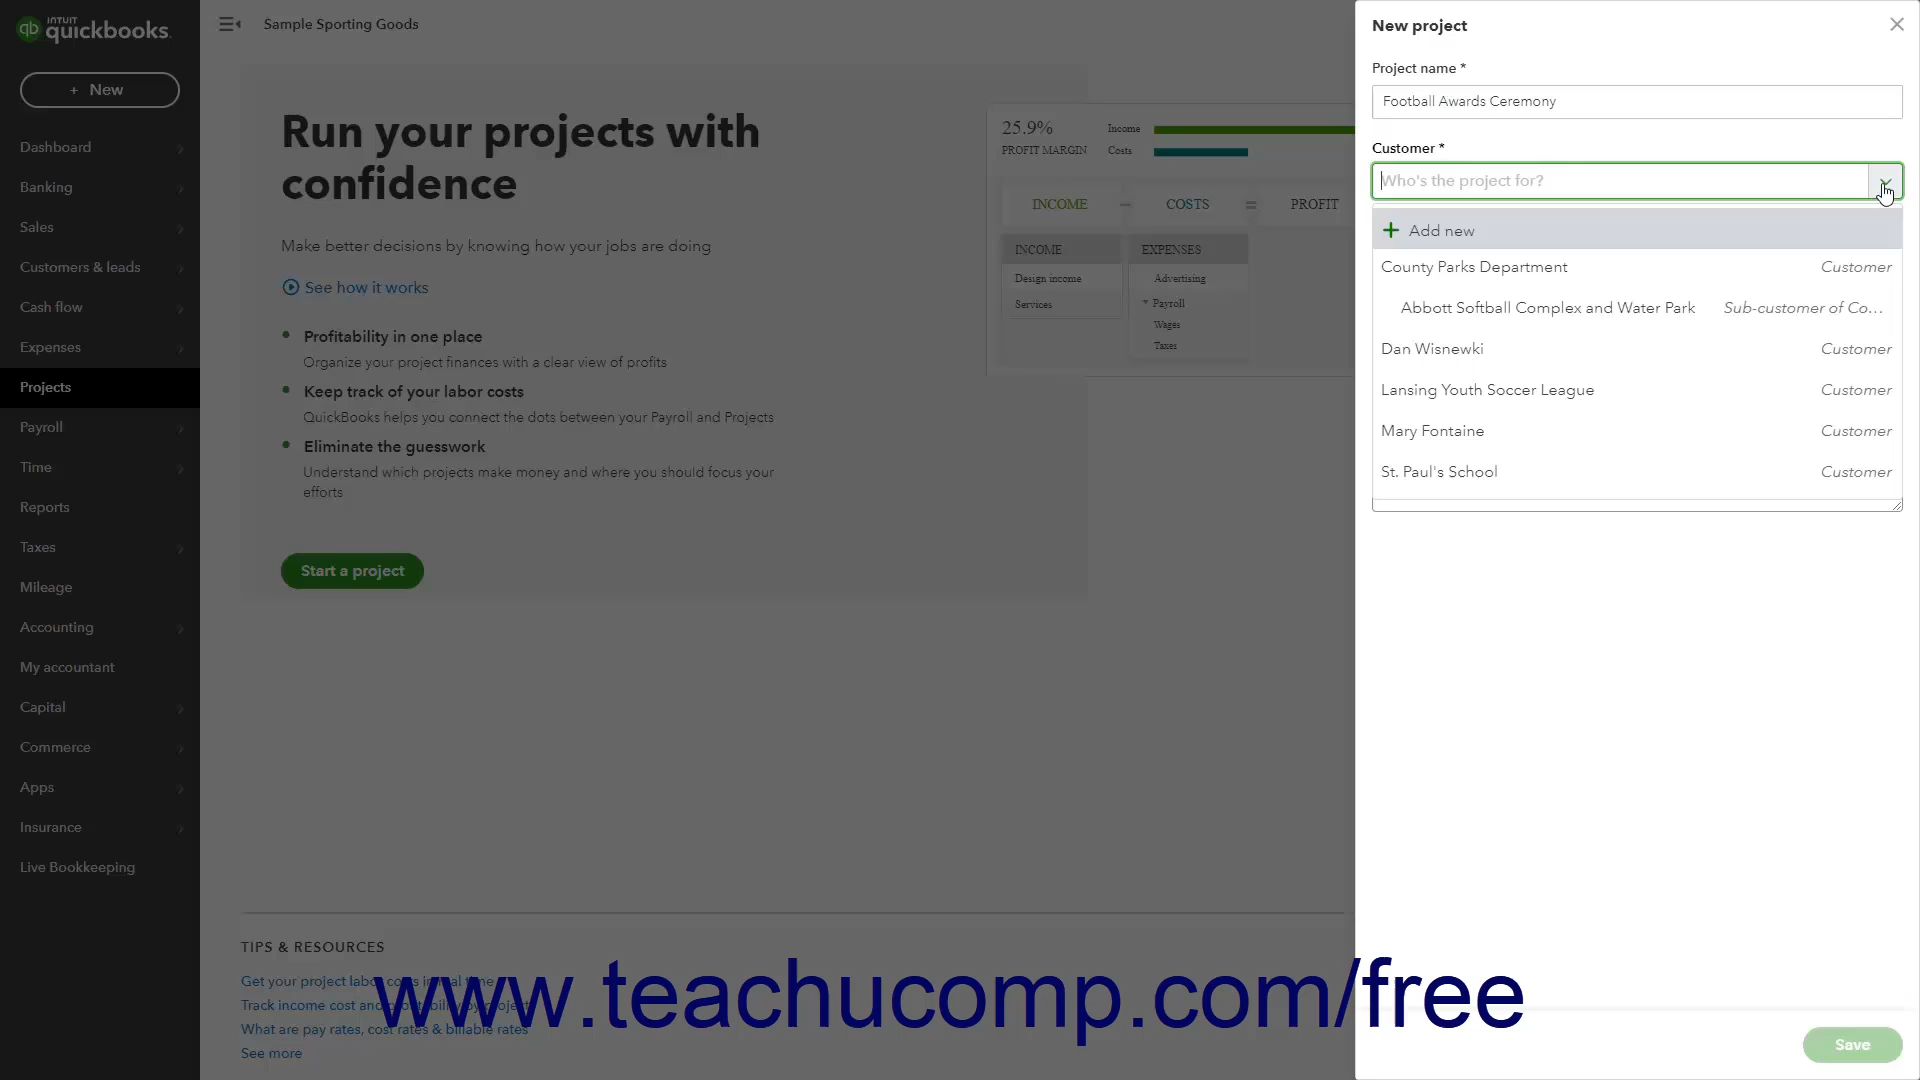 INTUIT
quickbooks.
+ New
Dashboard
Banking
Sales
Customers & leads
Cash flow
Expenses
Projects
Payroll
Time
Reports
Taxes
Mileage
Accounting
My accountant
Capital
Commerce
Apps
Insurance
Live Bookkeeping
Sample Sporting Goods
Run your projects with
confidence
Make better decisions by knowing how your jobs are doing
See how it works
Profitability in one place
Organize your project finances with a clear view of profits
Keep track of your labor costs
QuickBooks helps you connect the dots between your Payroll and Projects
Eliminate the guesswork
Understand which projects make money and where you should focus your
efforts
Start a project
25.9%
PROFIT MARGIN
Income
Costs
INCOME – COSTS = PROFIT
INCOME
Design income
Services
EXPENSES
Advertising
Payroll
Wages
Taxes
TIPS & RESOURCES
Get your project labor costs in real time
Track income cost and profitability by project
What are pay rates, cost rates & billable rates
See more
New project
Project name *
Football Awards Ceremony
Customer *
Who's the project for?
+ Add new
County Parks Department Customer
Abbott Softball Complex and Water Park Sub-customer of Co...
Dan Wisnewki Customer
Lansing Youth Soccer League Customer
Mary Fontaine Customer
St. Paul's School Customer
Save
www.teachucomp.com/free